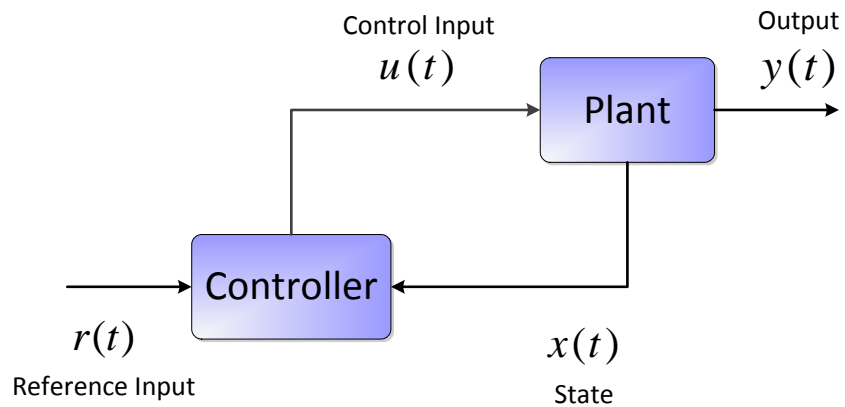 Control Input
u(t)
Output
y(t)
Plant
Controller
r(t)
Reference Input
x(t)
State